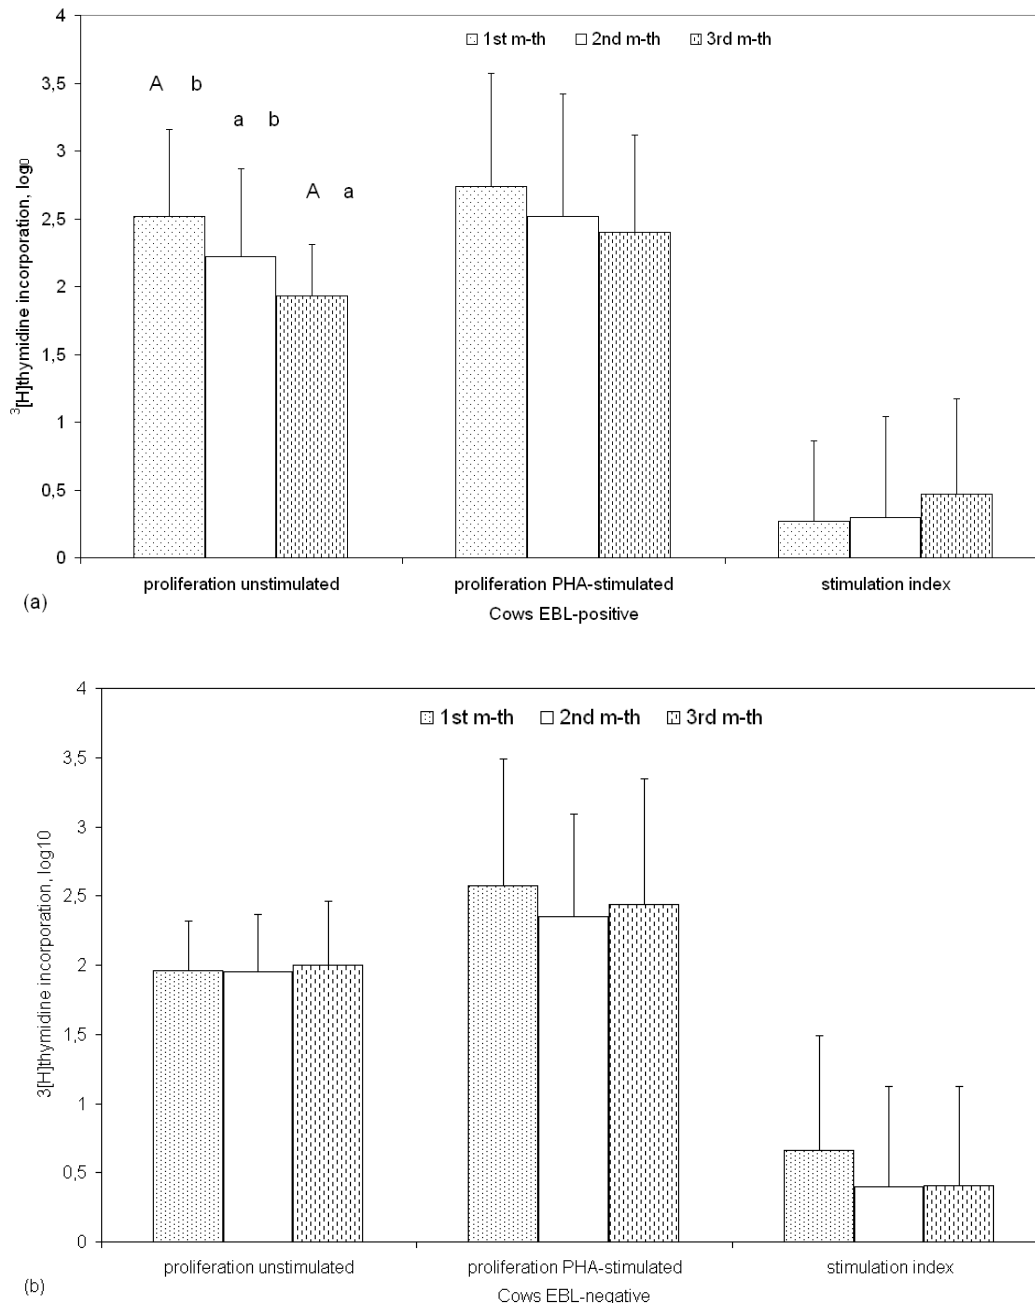 4
1st m-th 2nd m-th 3rd m-th
3,5
A b
a b
3
A a
2,5
2
1,5
1
0,5
0
³[H]thymidine incorporation, log₀
proliferation unstimulated proliferation PHA-stimulated stimulation index
(a)
Cows EBL-positive
4
1st m-th 2nd m-th 3rd m-th
3,5
3
2,5
2
1,5
1
0,5
0
3[H]thymidine incorporation, log10
proliferation unstimulated proliferation PHA-stimulated stimulation index
(b)
Cows EBL-negative